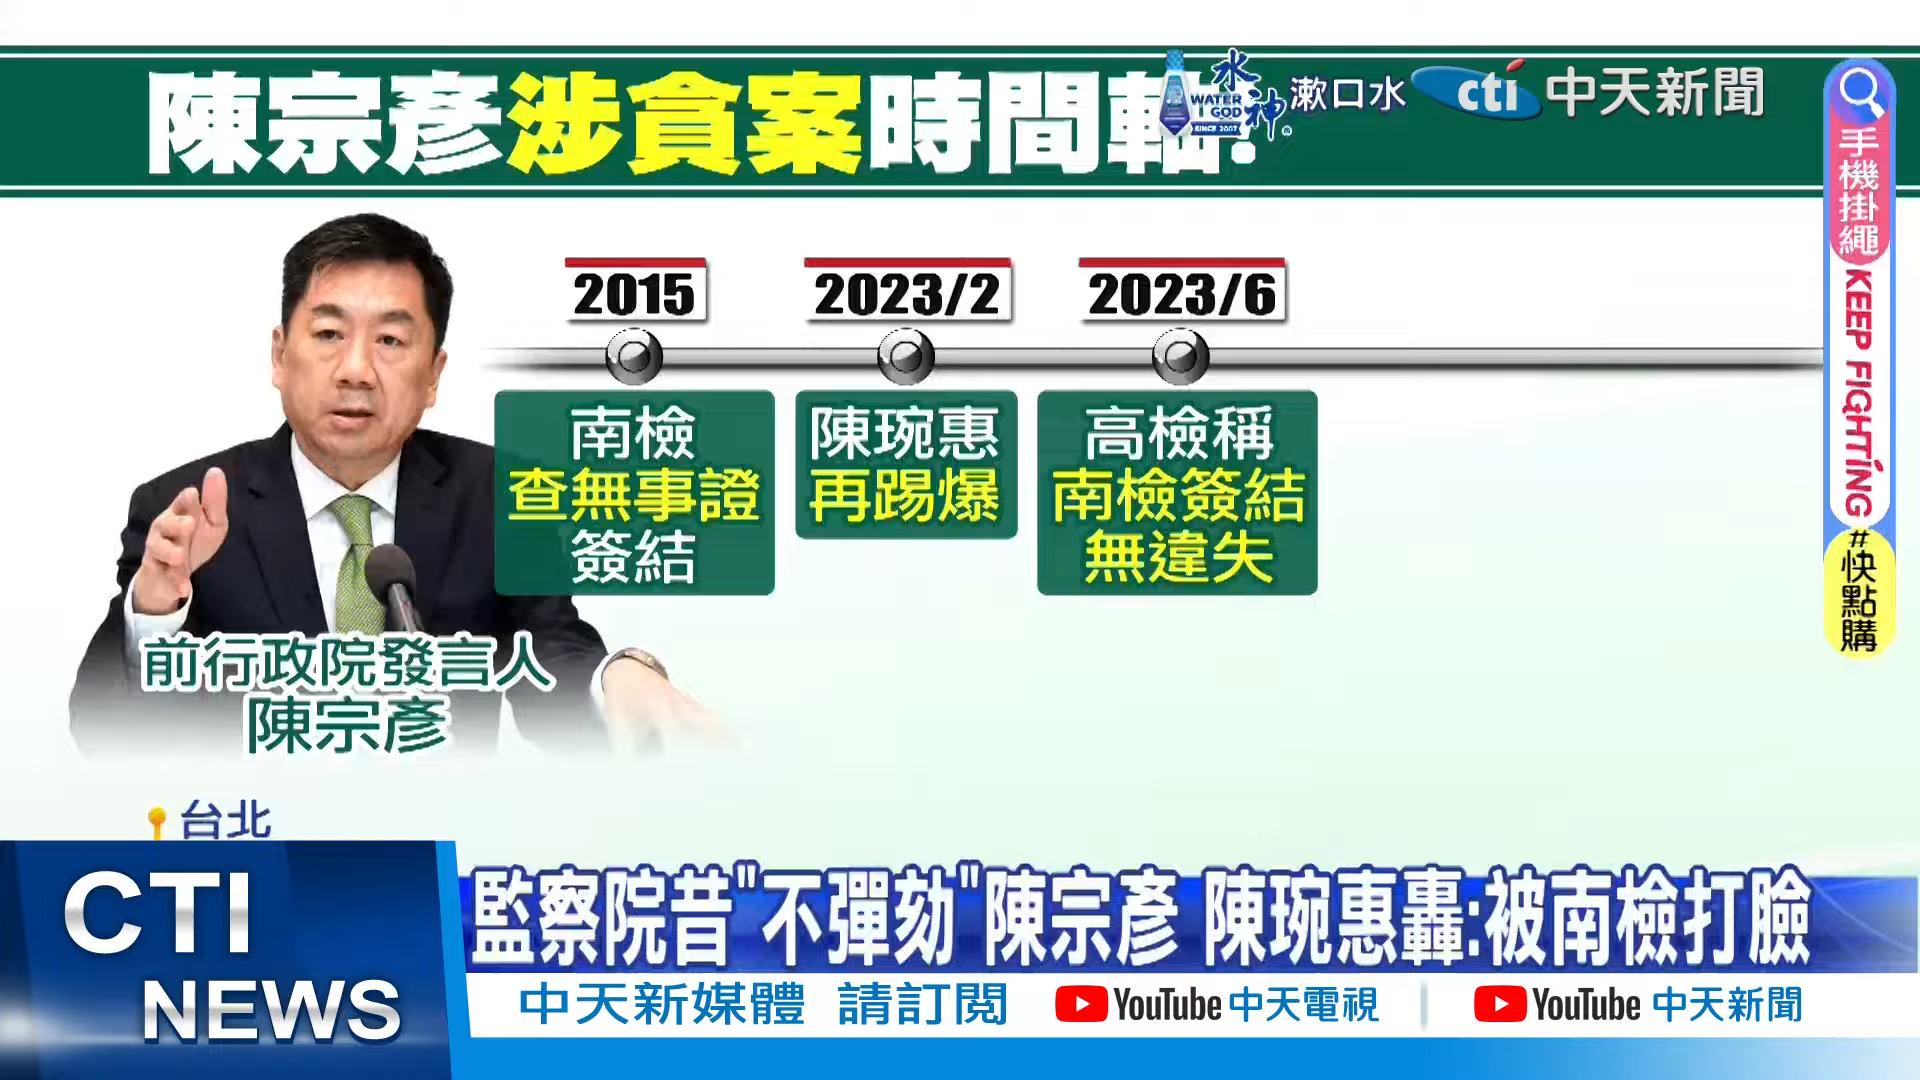 陳宗彥涉貪案時間軸!
水神
WATER GOD
SINCE 2007
漱口水
cti 中天新聞
手機掛繩
KEEP FIGHTING
#快點購
2015
南檢
查無事證
簽結
2023/2
陳琬惠
再踢爆
2023/6
高檢稱
南檢簽結
無違失
前行政院發言人
陳宗彥
台北
CTI
NEWS
監察院昔"不彈劾"陳宗彥 陳琬惠轟:被南檢打臉
中天新媒體 請訂閱 YouTube 中天電視 | YouTube 中天新聞